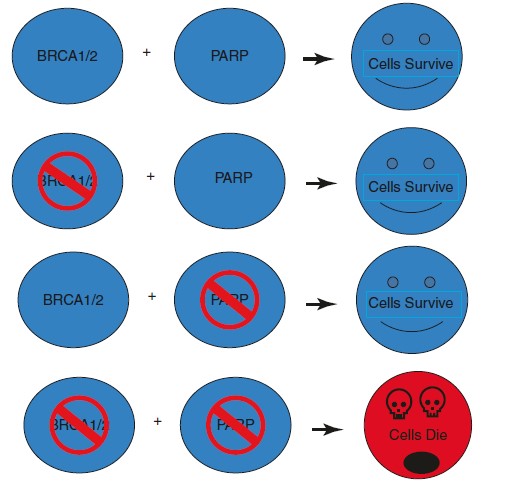 BRCA1/2 + PARP Cells Survive
BRCA1/2 + PARP Cells Survive
BRCA1/2 + PARP Cells Survive
BRCA1/2 + PARP Cells Die